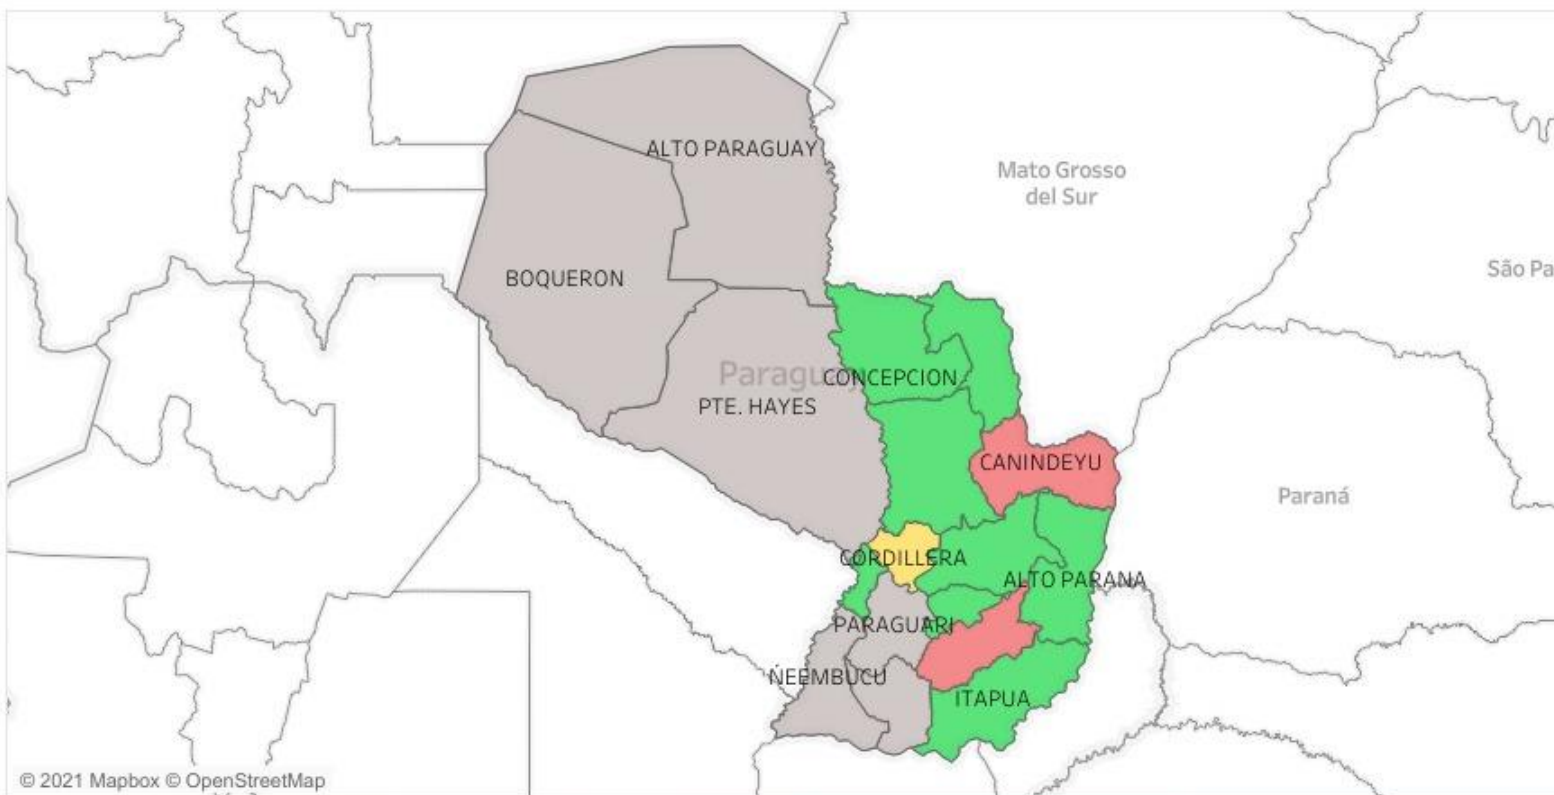 ALTO PARAGUAY
Mato Grosso
del Sur
São Pa
BOQUERON
Paraguay
CONCEPCION
PTE. HAYES
CANINDEYU
Paraná
CORDILLERA
ALTO PARANA
PARAGUARI
ÑEEMBUCU
ITAPUA
© 2021 Mapbox © OpenStreetMap